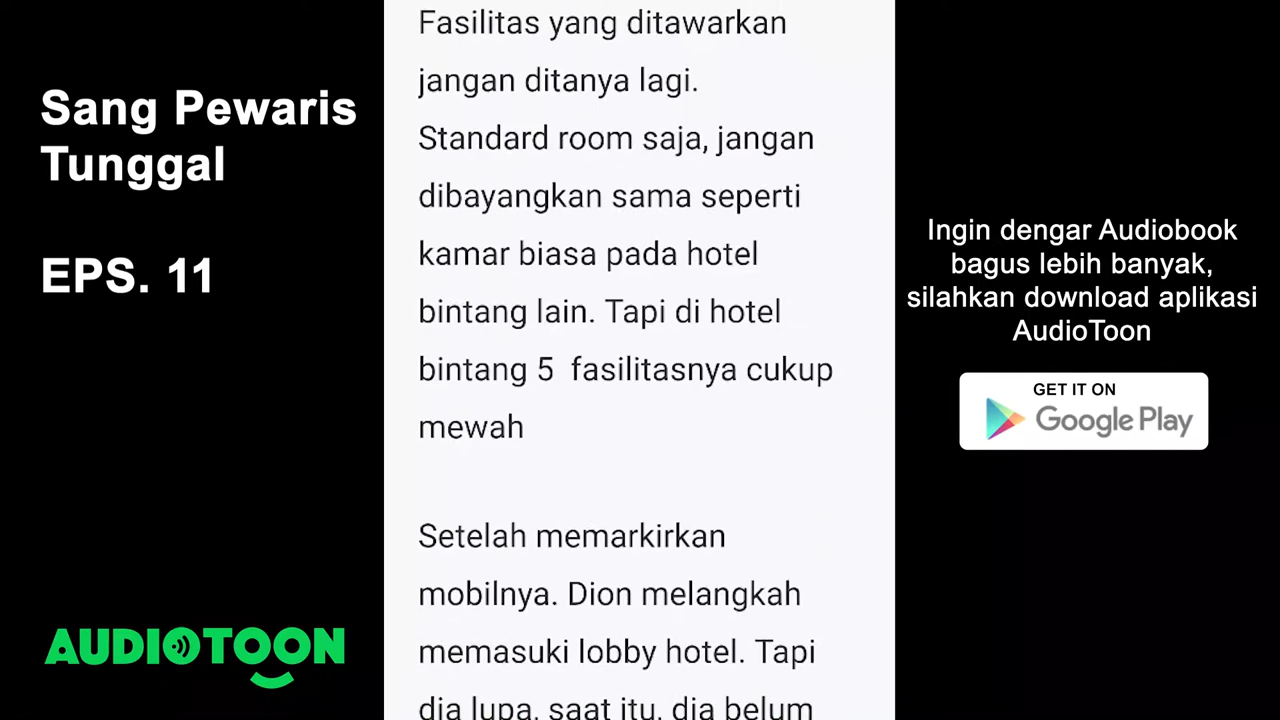 Sang Pewaris
Tunggal
EPS. 11
AUDIOTOON
Fasilitas yang ditawarkan
jangan ditanya lagi.
Standard room saja, jangan
dibayangkan sama seperti
kamar biasa pada hotel
bintang lain. Tapi di hotel
bintang 5  fasilitasnya cukup
mewah
Setelah memarkirkan
mobilnya. Dion melangkah
memasuki lobby hotel. Tapi
dia lupa, saat itu, dia belum
Ingin dengar Audiobook
bagus lebih banyak,
silahkan download aplikasi
AudioToon
GET IT ON
Google Play